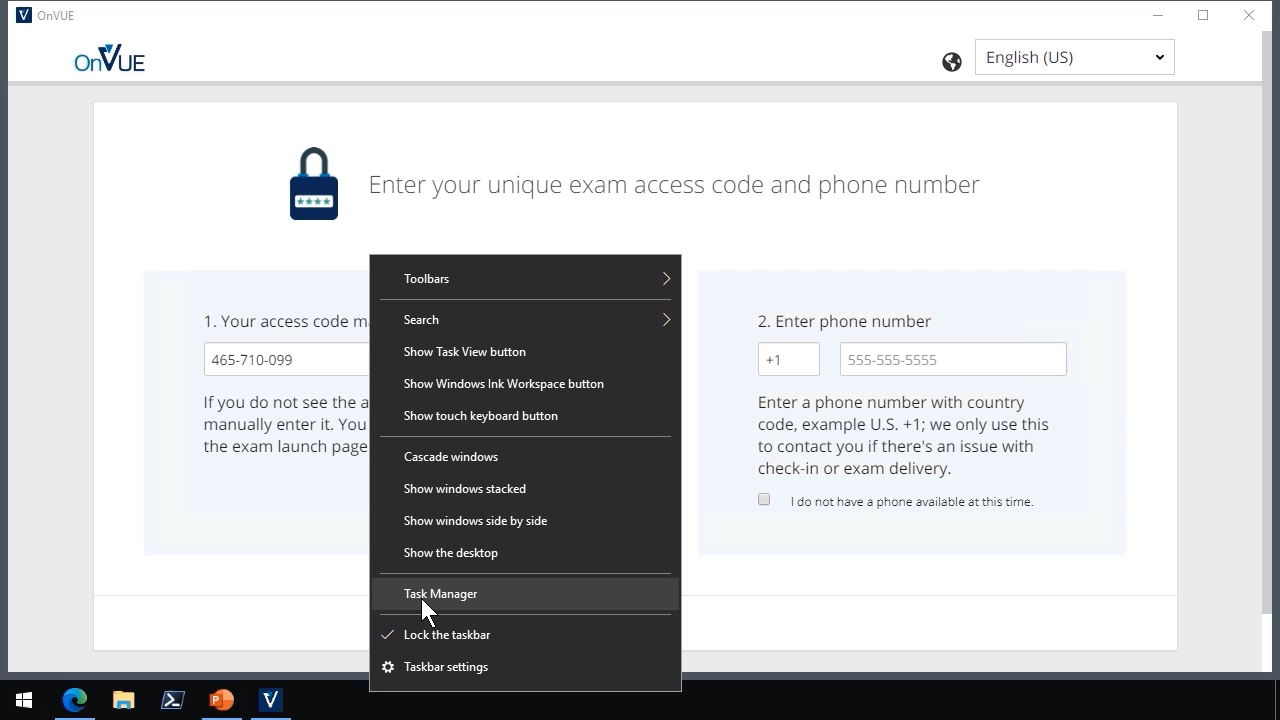 OnVUE
OnVUE
English (US)
Enter your unique exam access code and phone number
1. Your access code m
465-710-099
If you do not see the a
manually enter it. You
the exam launch page
2. Enter phone number
+1
555-555-5555
Enter a phone number with country
code, example U.S. +1; we only use this
to contact you if there's an issue with
check-in or exam delivery.
I do not have a phone available at this time.
Toolbars
Search
Show Task View button
Show Windows Ink Workspace button
Show touch keyboard button
Cascade windows
Show windows stacked
Show windows side by side
Show the desktop
Task Manager
Lock the taskbar
Taskbar settings